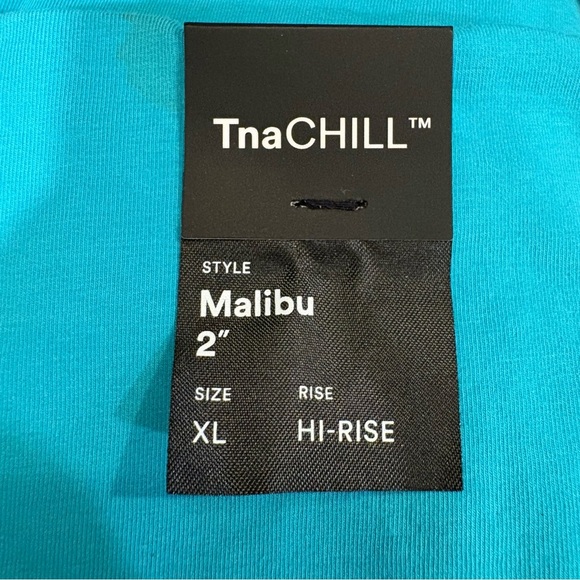 TnaCHILL™
STYLE
Malibu
2″
SIZE RISE
XL HI-RISE